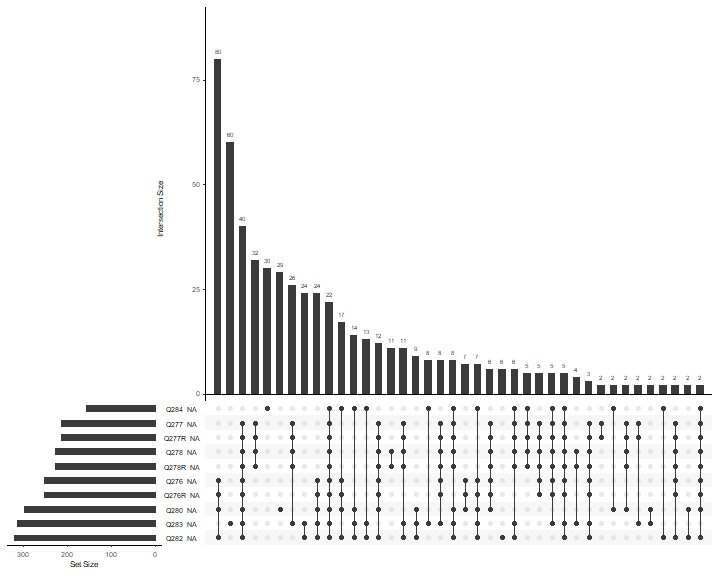 80
60
40
32
30
29
26
24 24
22
17
14
13
12
11 11
9
8 8 8
7 7
6 6 6
5 5 5 5
4
3
2 2 2 2 2 2 2 2 2
75
50
25
0
Intersection Size
Q284_NA
Q277_NA
Q277R_NA
Q278_NA
Q278R_NA
Q276_NA
Q276R_NA
Q280_NA
Q283_NA
Q282_NA
300 200 100 0
Set Size